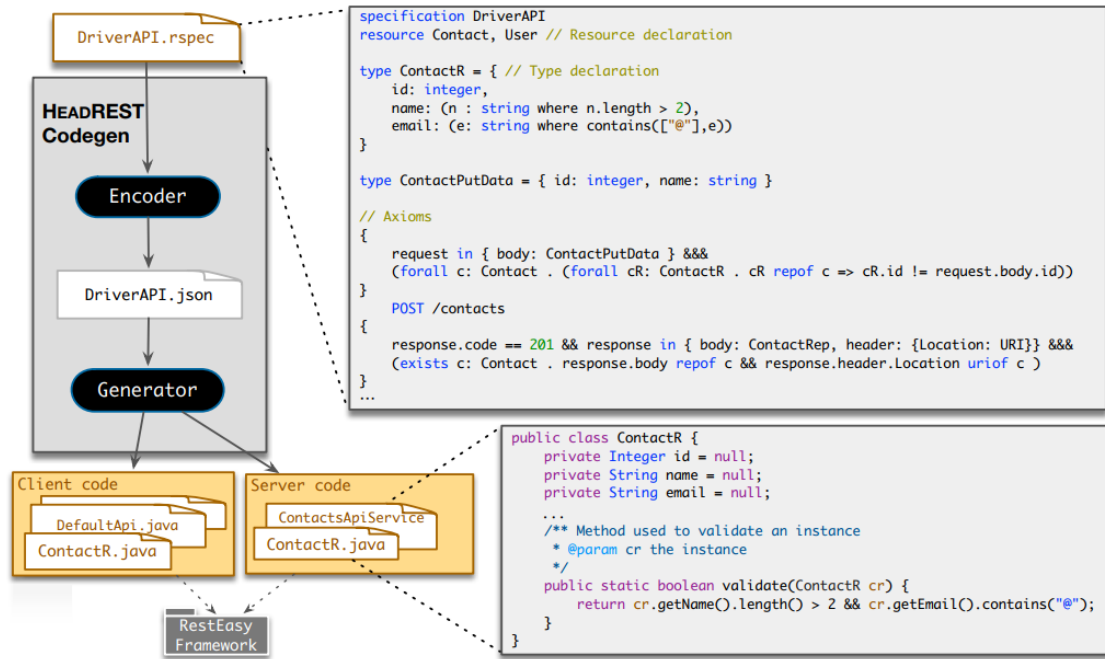 DriverAPI.rspec
HEADREST
Codegen
Encoder
DriverAPI.json
Generator
Client code
DefaultApi.java
ContactR.java
Server code
ContactsApiService
ContactR.java
RestEasy
Framework
specification DriverAPI
resource Contact, User // Resource declaration
type ContactR = { // Type declaration
id: integer,
name: (n : string where n.length > 2),
email: (e: string where contains(["@"],e))
}
type ContactPutData = { id: integer, name: string }
// Axioms
{
request in { body: ContactPutData } &&&
(forall c: Contact . (forall cR: ContactR . cR repof c => cR.id != request.body.id))
}
POST /contacts
{
response.code == 201 && response in { body: ContactRep, header: {Location: URI}} &&&
(exists c: Contact . response.body repof c && response.header.Location uriof c )
}
...
public class ContactR {
private Integer id = null;
private String name = null;
private String email = null;
...
/** Method used to validate an instance
* @param cr the instance
*/
public static boolean validate(ContactR cr) {
return cr.getName().length() > 2 && cr.getEmail().contains("@");
}
}